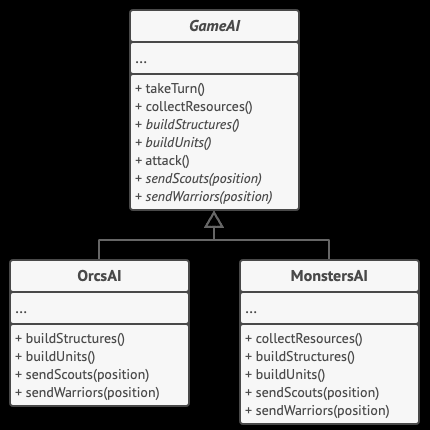 GameAI
...
+ takeTurn()
+ collectResources()
+ buildStructures()
+ buildUnits()
+ attack()
+ sendScouts(position)
+ sendWarriors(position)
OrcsAI
...
+ buildStructures()
+ buildUnits()
+ sendScouts(position)
+ sendWarriors(position)
MonstersAI
...
+ collectResources()
+ buildStructures()
+ buildUnits()
+ sendScouts(position)
+ sendWarriors(position)